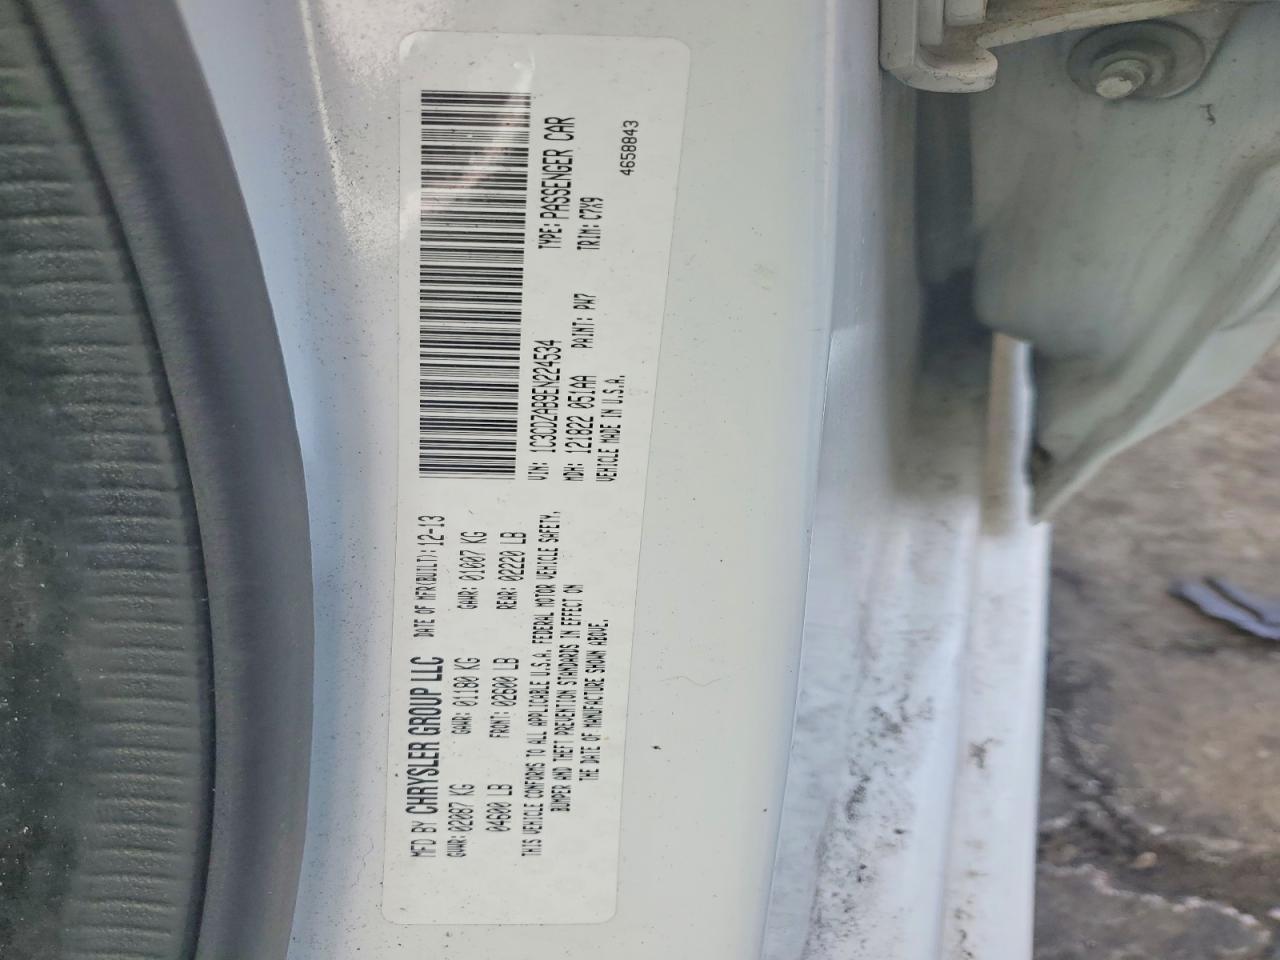 MFD BY CHRYSLER GROUP LLC DATE OF MFR(BUILT): 12-13
GVWR: 02087 KG GAWR: 01180 KG GAWR: 01007 KG
04600 LB FRONT: 02600 LB REAR: 02220 LB
THIS VEHICLE CONFORMS TO ALL APPLICABLE U.S.A. FEDERAL MOTOR VEHICLE SAFETY,
BUMPER AND THEFT PREVENTION STANDARDS IN EFFECT ON
THE DATE OF MANUFACTURE SHOWN ABOVE.
VIN: 1C3CDZAB9EN224534 TYPE: PASSENGER CAR
MDH: 121822 051AA PAINT: PW7 TRIM: C7X9
VEHICLE MADE IN U.S.A.
4658843